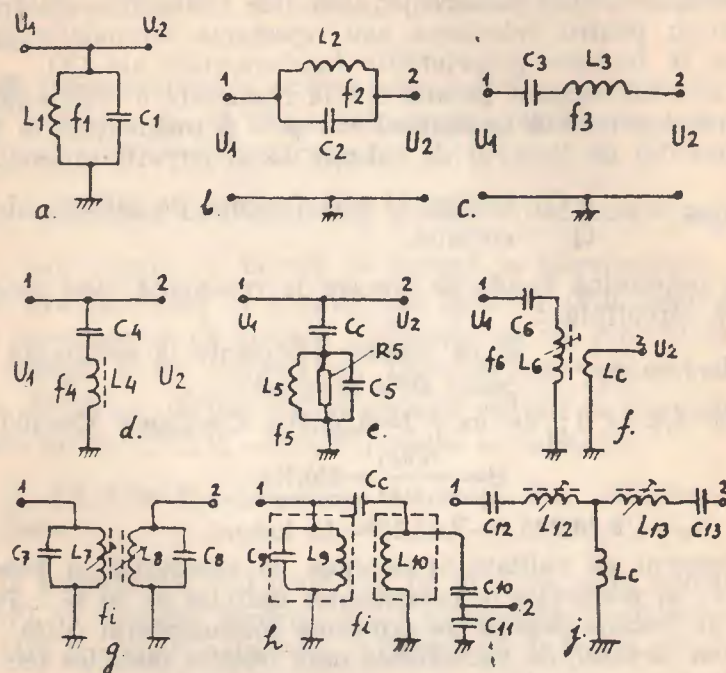 U₁ U₂
L₁ f₁ C₁
a.
L₂
1 f₂ 2
C₂
U₁ U₂
b
C₃ L₃
1 2
f₃
U₁ U₂
c.
1 2
C₄
U₁ f₄ L₄ U₂
d.
1 2
U₁ Cc U₂
R5
L₅ C₅
f₅
e.
1 C₆
U₁
f₆ L₆ Lc 3 U₂
f.
1 2
C₇ L₇ L₈ C₈
fi
g.
1 Cc
C₉ L₉ L₁₀
fi
C₁₀
2
C₁₁
h
1 2
C₁₂ L₁₂ L₁₃ C₁₃
Lc
i j.